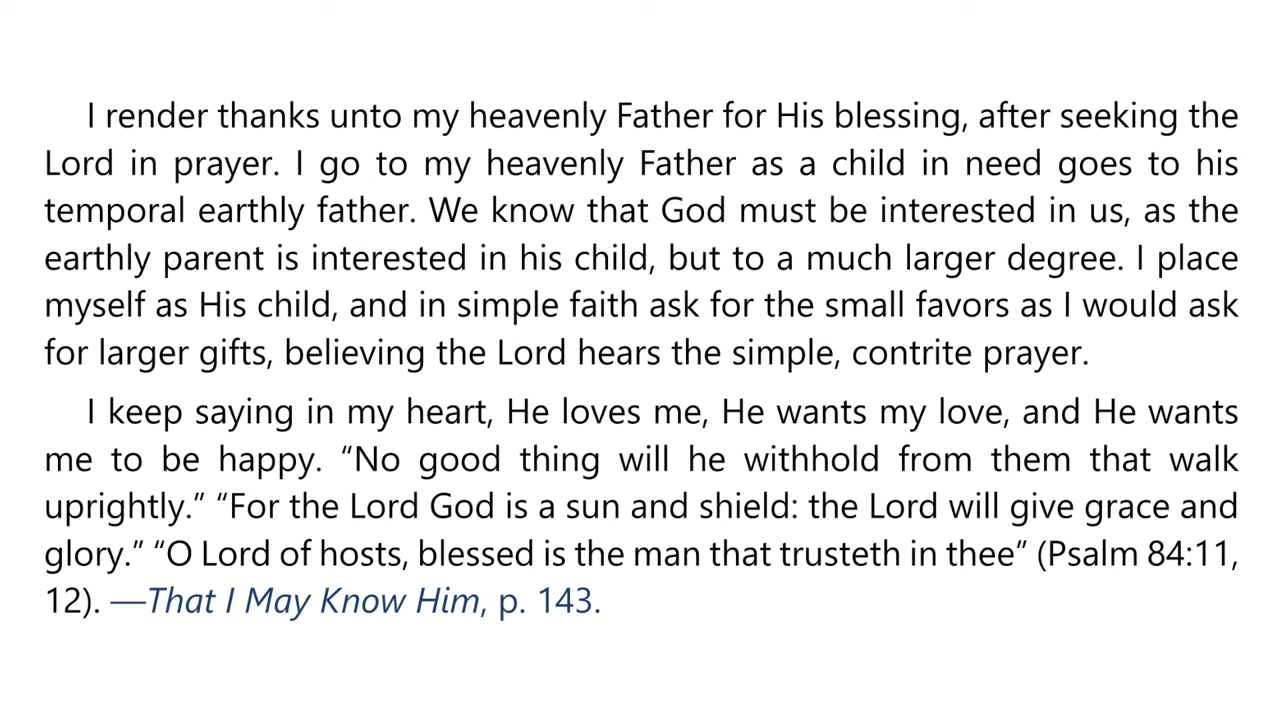 I render thanks unto my heavenly Father for His blessing, after seeking the
Lord in prayer. I go to my heavenly Father as a child in need goes to his
temporal earthly father. We know that God must be interested in us, as the
earthly parent is interested in his child, but to a much larger degree. I place
myself as His child, and in simple faith ask for the small favors as I would ask
for larger gifts, believing the Lord hears the simple, contrite prayer.
I keep saying in my heart, He loves me, He wants my love, and He wants
me to be happy. “No good thing will he withhold from them that walk
uprightly.” “For the Lord God is a sun and shield: the Lord will give grace and
glory.” “O Lord of hosts, blessed is the man that trusteth in thee” (Psalm 84:11,
12). —That I May Know Him, p. 143.